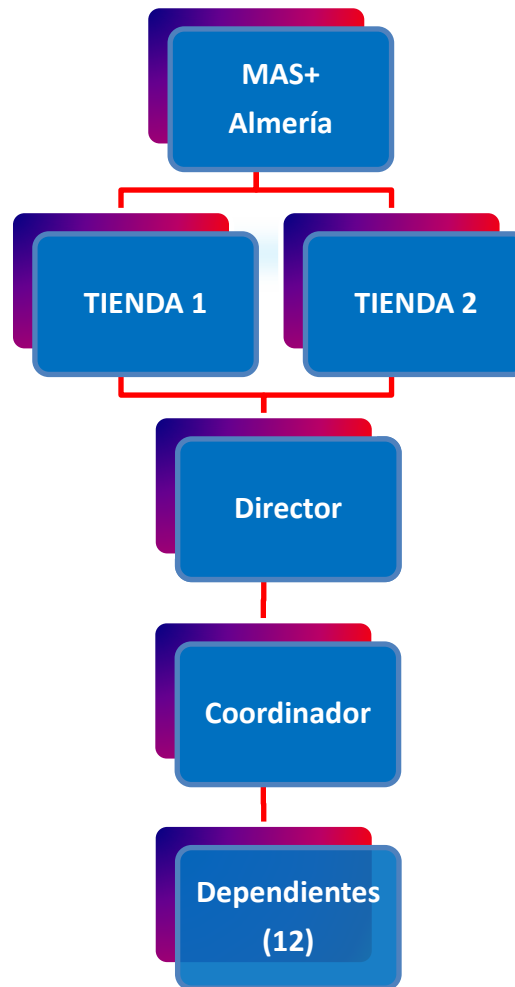 MAS+
Almería
TIENDA 1
TIENDA 2
Director
Coordinador
Dependientes
(12)